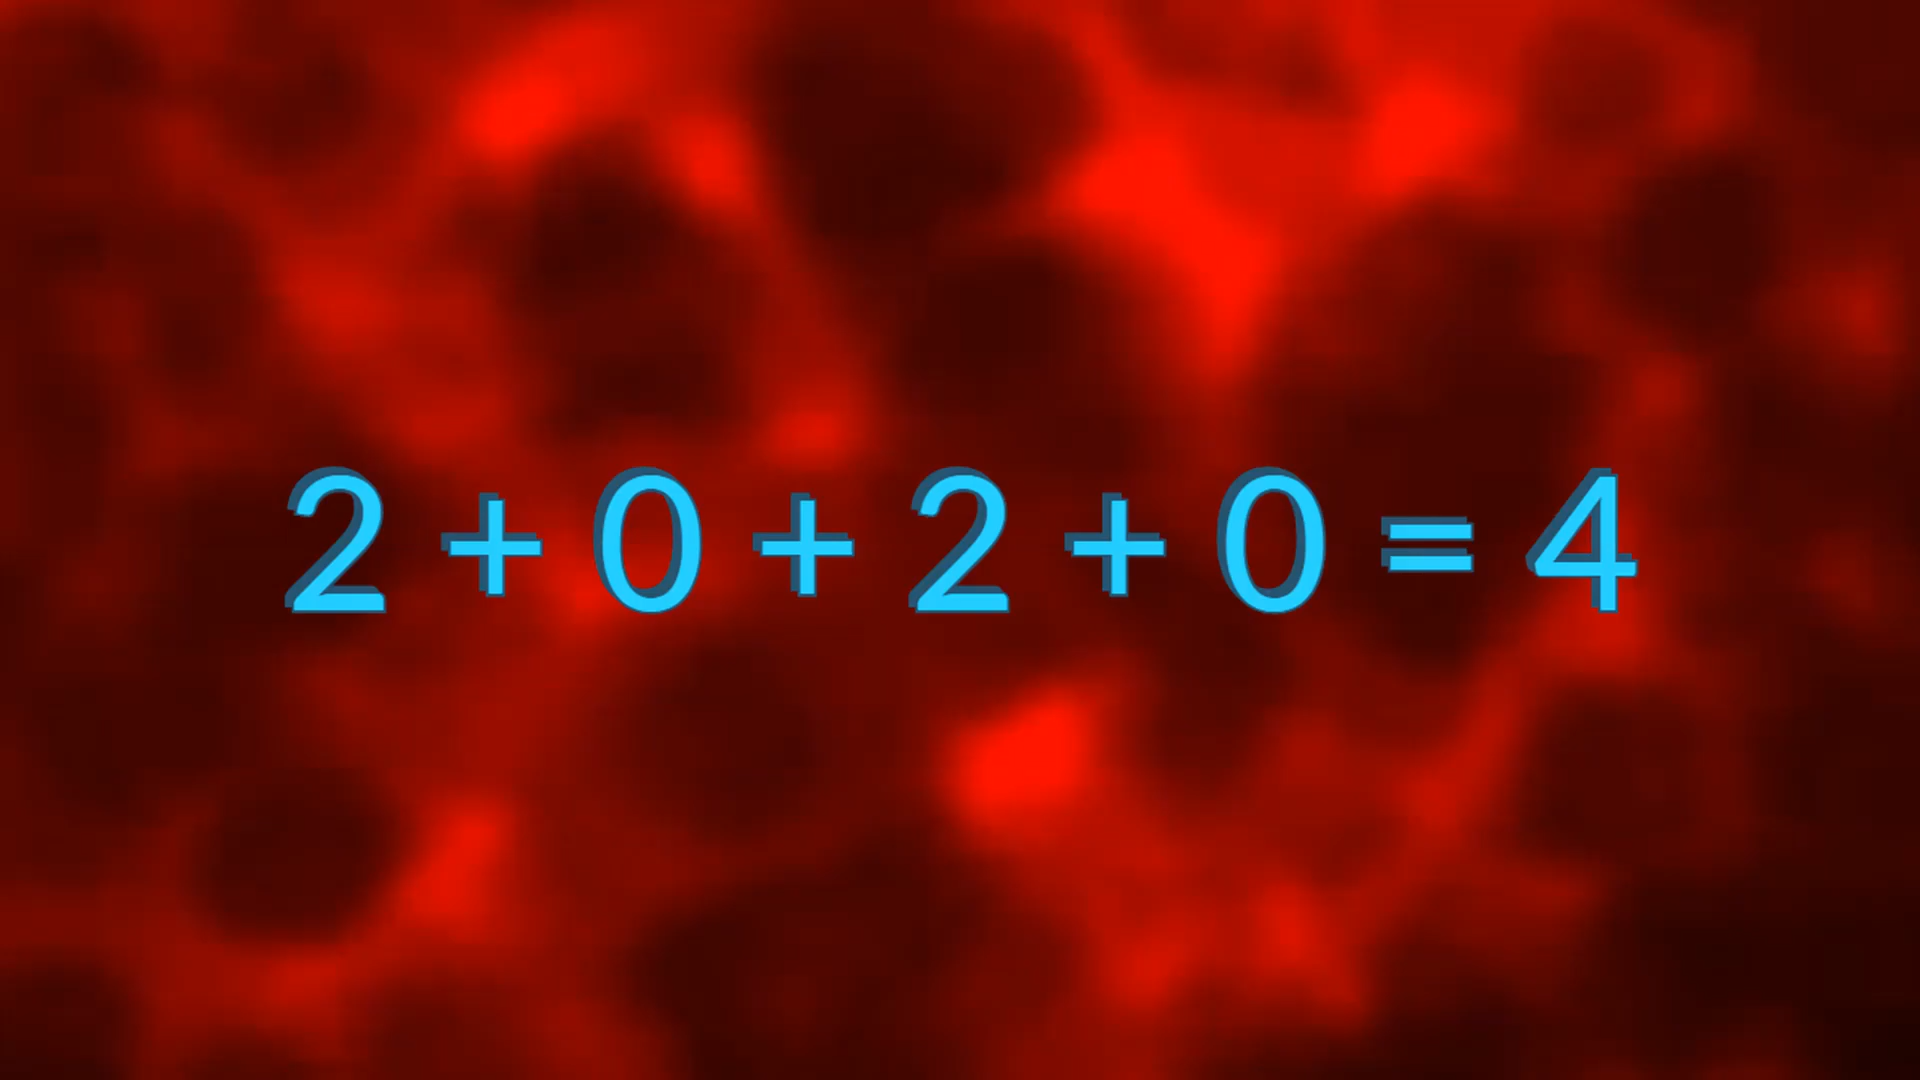 2 + 0 + 2 + 0 = 4